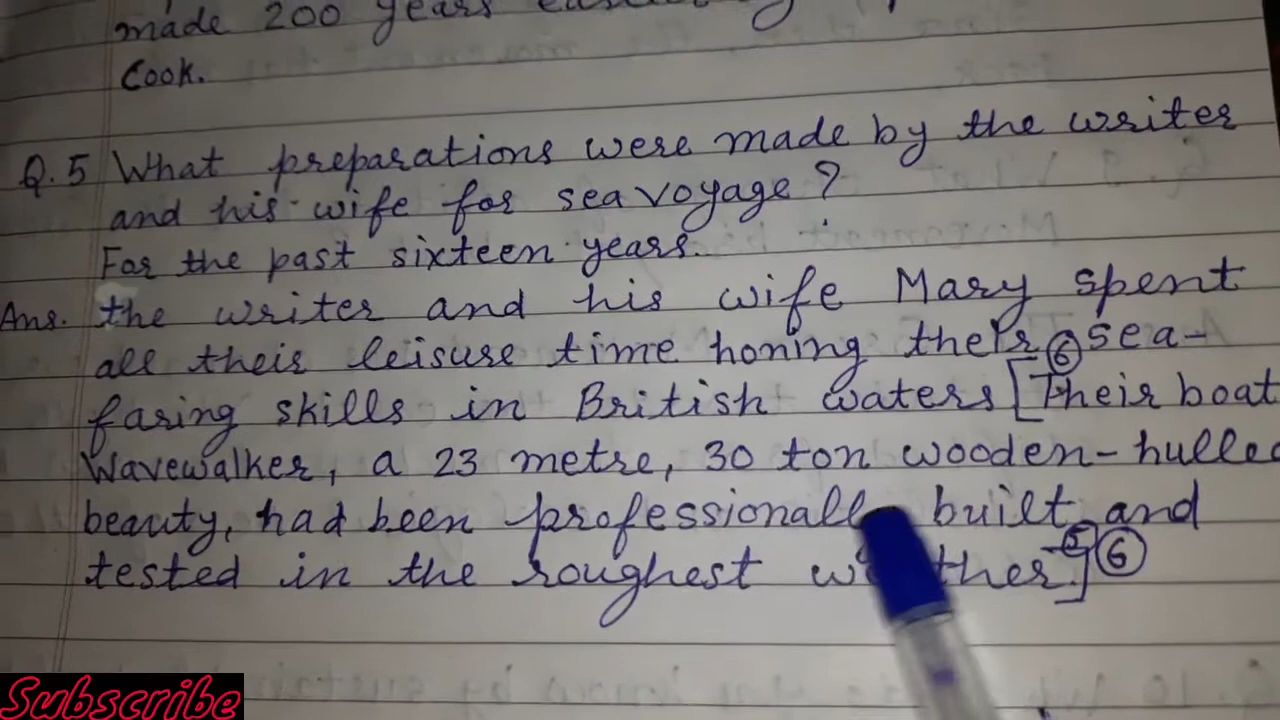 made 200 years
Cook.
Q.5 What preparations were made by the writer
and his wife for sea voyage?
For the past sixteen years.
Ans. the writer and his wife Mary spent
all their leisure time honing their ⑥ sea-
faring skills in British waters [Their boat
Wavewalker, a 23 metre, 30 ton wooden-hulled
beauty, had been professionally built and
tested in the roughest weather.] 5 ⑥
Subscribe